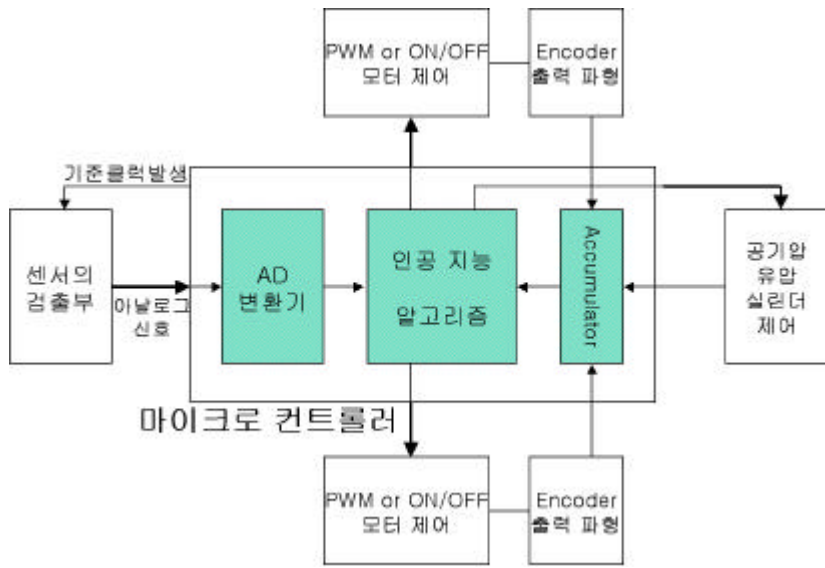 PWM or ON/OFF
모터 제어
Encoder
출력 파형
기준클럭발생
센서의
검출부
아날로그
신호
AD
변환기
인공 지능
알고리즘
Accumulator
공기압
유압
실린더
제어
마이크로 컨트롤러
PWM or ON/OFF
모터 제어
Encoder
출력 파형